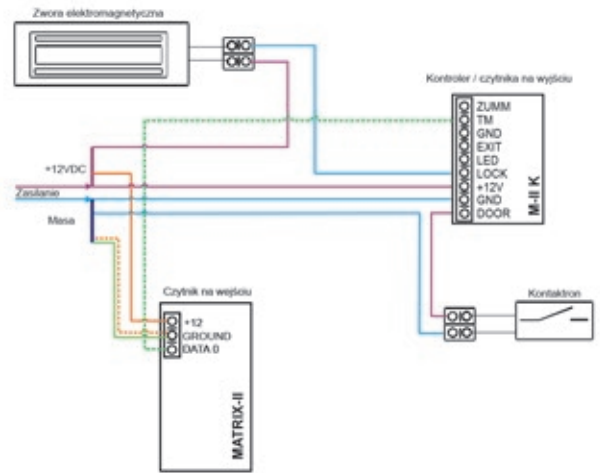 Zwora elektromagnetyczna
Kontroler / czytnika na wyjściu
ZUMM
TM
GND
EXIT
LED
LOCK
+12V
GND
DOOR
M-II K
+12VDC
Zasilanie
Masa
Czytnik na wejściu
+12
GROUND
DATA 0
MATRIX-II
Kontaktron